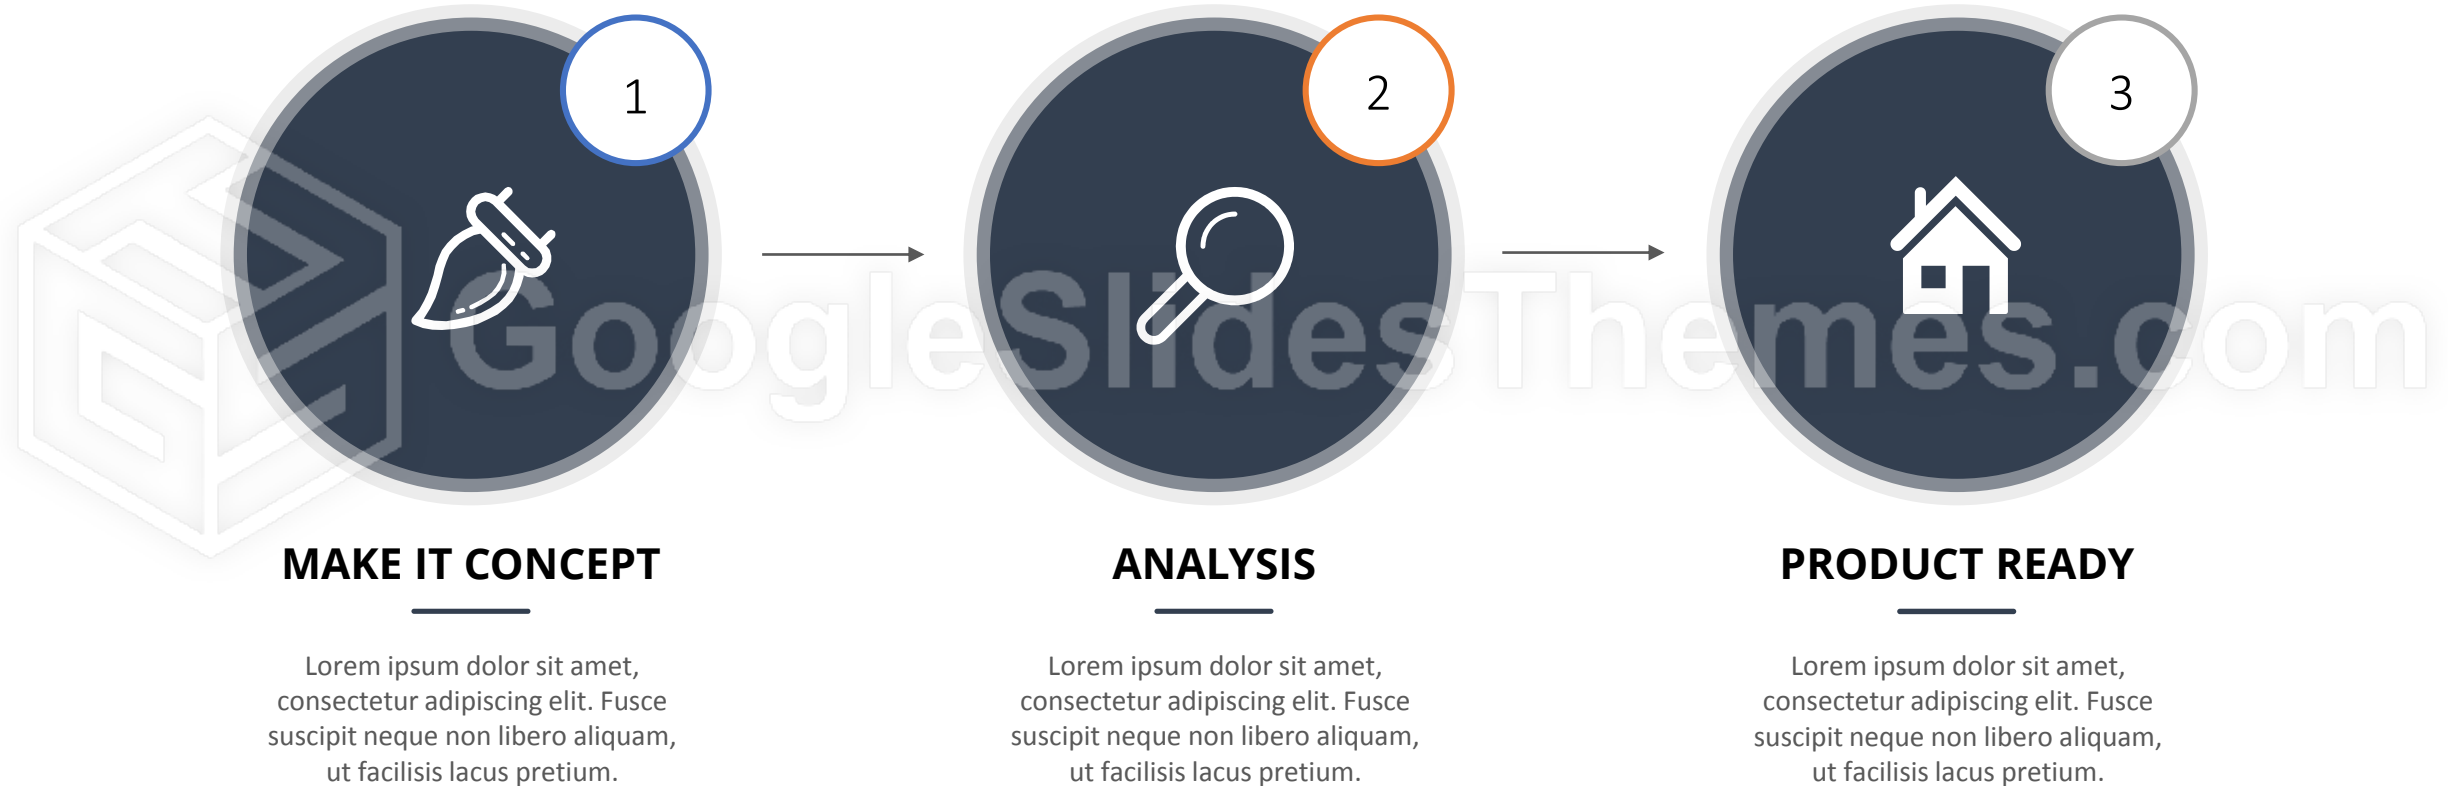 1
2
3
GoogleSlidesThemes.com
MAKE IT CONCEPT
Lorem ipsum dolor sit amet,
consectetur adipiscing elit. Fusce
suscipit neque non libero aliquam,
ut facilisis lacus pretium.
ANALYSIS
Lorem ipsum dolor sit amet,
consectetur adipiscing elit. Fusce
suscipit neque non libero aliquam,
ut facilisis lacus pretium.
PRODUCT READY
Lorem ipsum dolor sit amet,
consectetur adipiscing elit. Fusce
suscipit neque non libero aliquam,
ut facilisis lacus pretium.